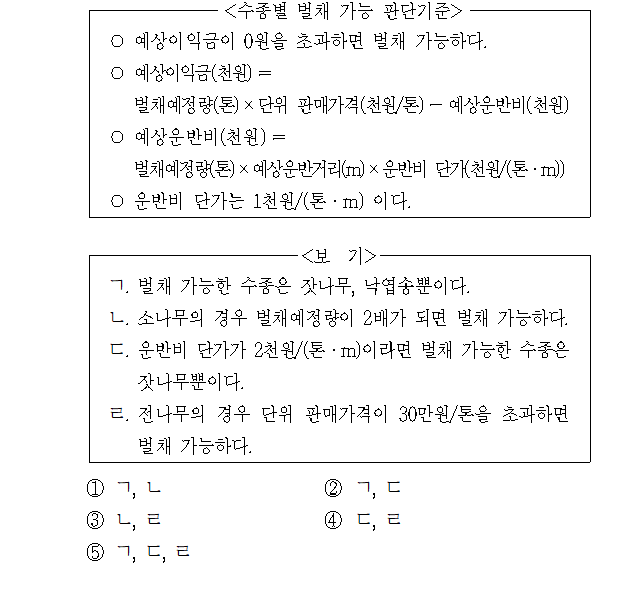 <수종별 벌채 가능 판단기준>
○ 예상이익금이 0원을 초과하면 벌채 가능하다.
○ 예상이익금(천원) =
벌채예정량(톤) × 단위 판매가격(천원/톤) − 예상운반비(천원)
○ 예상운반비(천원) =
벌채예정량(톤) × 예상운반거리(m) × 운반비 단가(천원/(톤 · m))
○ 운반비 단가는 1천원/(톤 · m) 이다.
<보 기>
ㄱ. 벌채 가능한 수종은 잣나무, 낙엽송뿐이다.
ㄴ. 소나무의 경우 벌채예정량이 2배가 되면 벌채 가능하다.
ㄷ. 운반비 단가가 2천원/(톤 · m)이라면 벌채 가능한 수종은
잣나무뿐이다.
ㄹ. 전나무의 경우 단위 판매가격이 30만원/톤을 초과하면
벌채 가능하다.
① ㄱ, ㄴ ② ㄱ, ㄷ
③ ㄴ, ㄹ ④ ㄷ, ㄹ
⑤ ㄱ, ㄷ, ㄹ